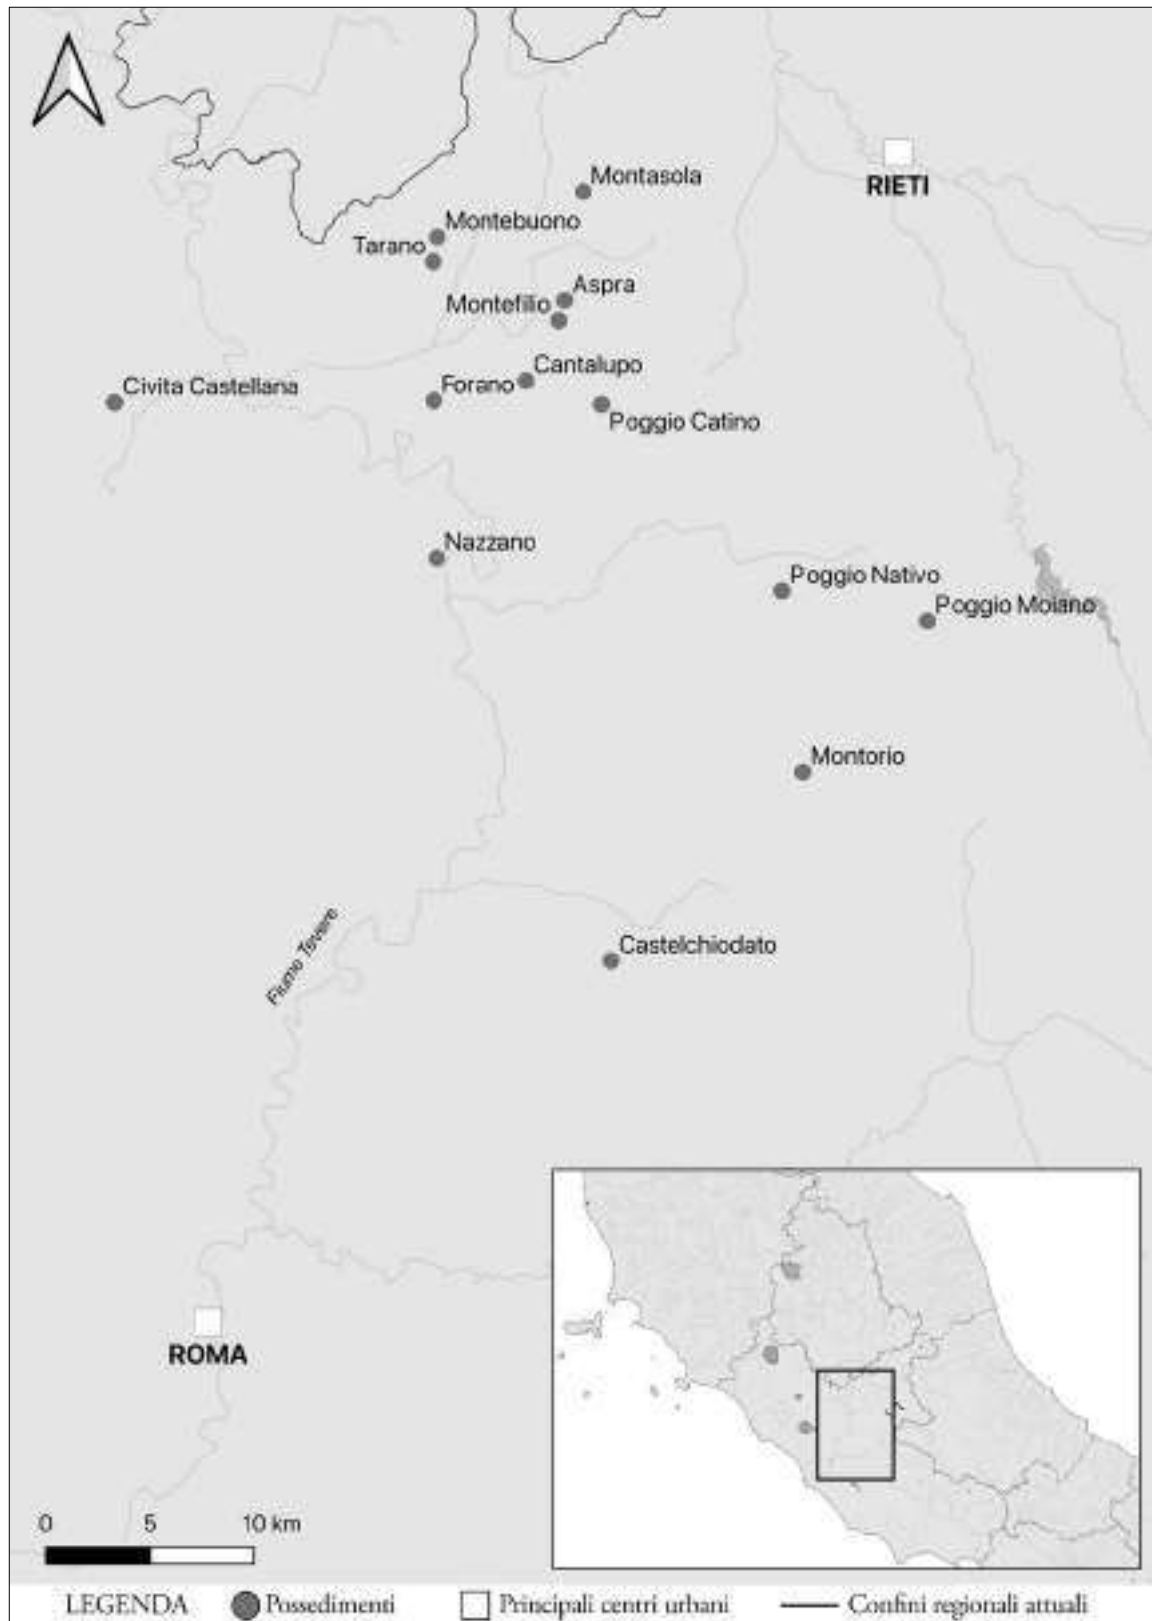 Montasola
RIETI
Montebuono
Tarano
Aspra
Montefilio
Cantalupo
Civita Castellana
Forano
Poggio Catino
Nazzano
Poggio Nativo
Poggio Moiano
Montorio
Fiume Tevere
Castelchiodato
ROMA
0 5 10 km
LEGENDA Possedimenti Principali centri urbani Confini regionali attuali